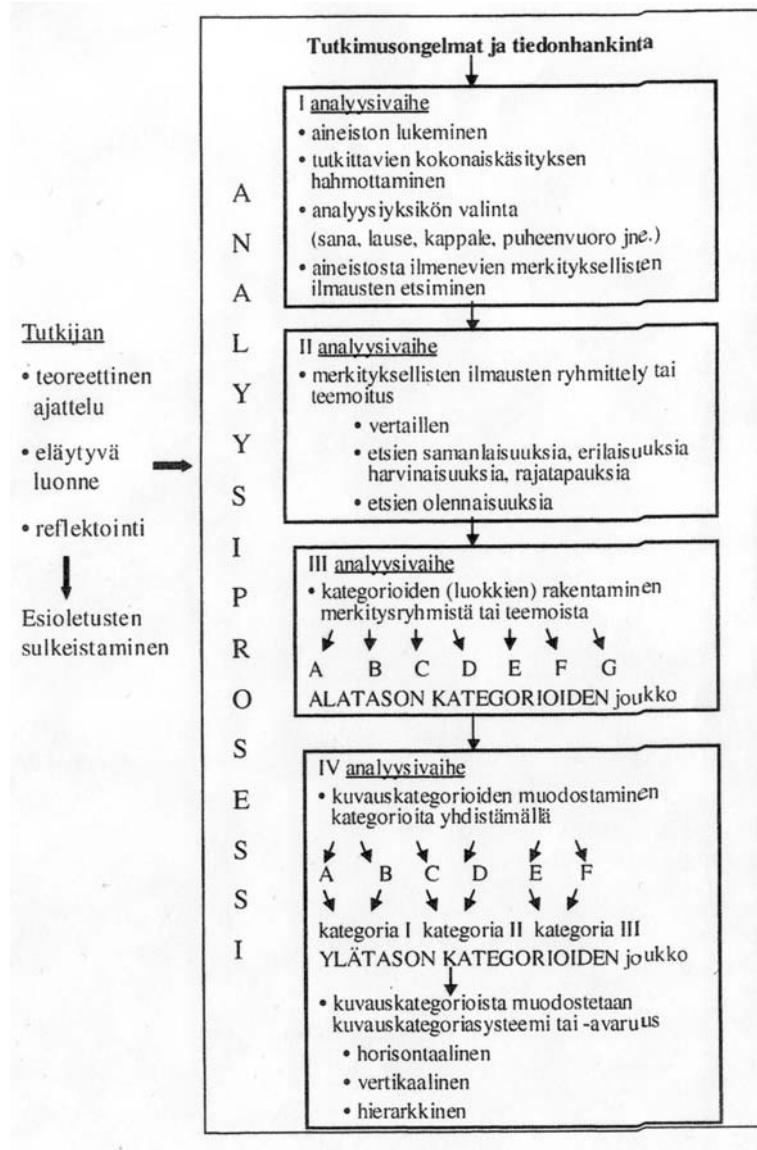 Tutkimusongelmat ja tiedonhankinta
I analyysivaihe
• aineiston lukeminen
• tutkittavien kokonaiskäsityksen
hahmottaminen
• analyysiyksikön valinta
(sana, lause, kappale, puheenvuoro jne.)
• aineistosta ilmenevien merkityksellisten
ilmausten etsiminen
II analyysivaihe
• merkityksellisten ilmausten ryhmittely tai
teemoitus
• vertaillen
• etsien samanlaisuuksia, erilaisuuksia
harvinaisuuksia, rajatapauksia
• etsien olennaisuuksia
III analyysivaihe
• kategorioiden (luokkien) rakentaminen
merkitysryhmistä tai teemoista
A B C D E F G
ALATASON KATEGORIOIDEN joukko
IV analyysivaihe
• kuvauskategorioiden muodostaminen
kategorioita yhdistämällä
A B C D E F
kategoria I kategoria II kategoria III
YLÄTASON KATEGORIOIDEN joukko
• kuvauskategorioista muodostetaan
kuvauskategoriasysteemi tai -avaruus
• horisontaalinen
• vertikaalinen
• hierarkkinen
A
N
A
L
Y
Y
S
I
P
R
O
S
E
S
S
I
Tutkijan
• teoreettinen
ajattelu
• eläytyvä
luonne
• reflektointi
Esioletusten
sulkeistaminen